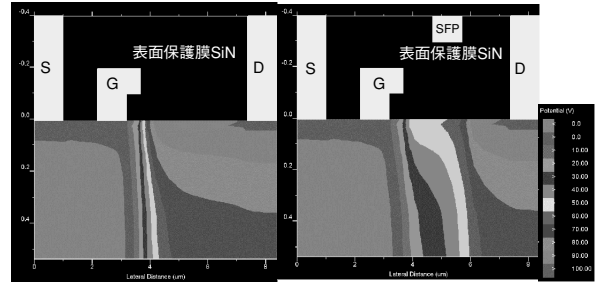 -0.4
-0.2
0.0
0.2
0.4
S
G
D
表面保護膜SiN
0
2
4
6
8
Lateral Distance (um)
-0.4
-0.2
0.0
0.2
0.4
S
G
SFP
D
表面保護膜SiN
0
2
4
6
8
Lateral Distance (um)
Potential (V)
< 0.0
> 0.0
> 10.00
> 20.00
> 30.00
> 40.00
> 50.00
> 60.00
> 70.00
> 80.00
> 90.00
> 100.00